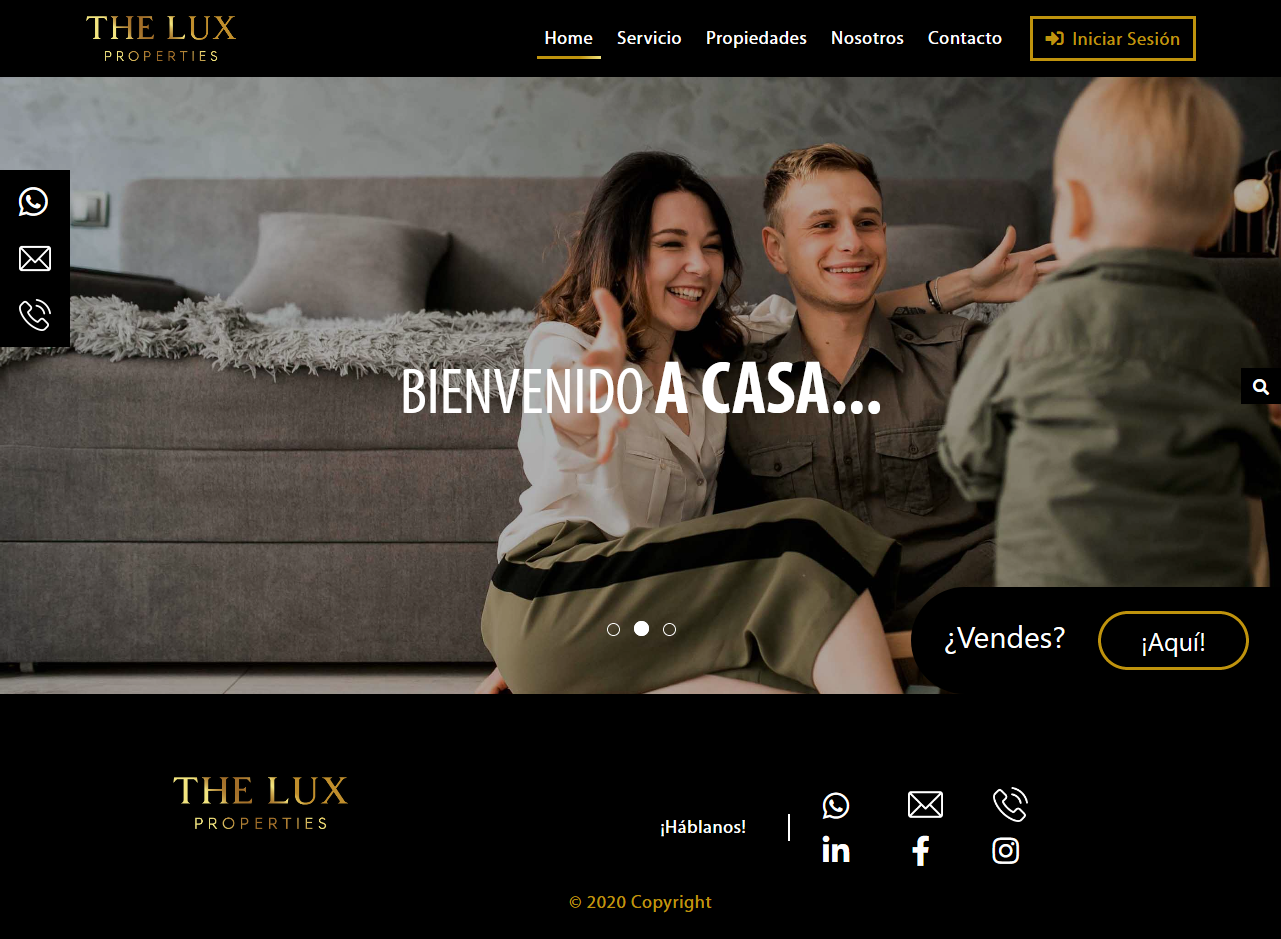 THE LUX
PROPERTIES
Home Servicio Propiedades Nosotros Contacto Iniciar Sesión
BIENVENIDO A CASA...
¿Vendes? ¡Aquí!
THE LUX
PROPERTIES
¡Háblanos!
© 2020 Copyright